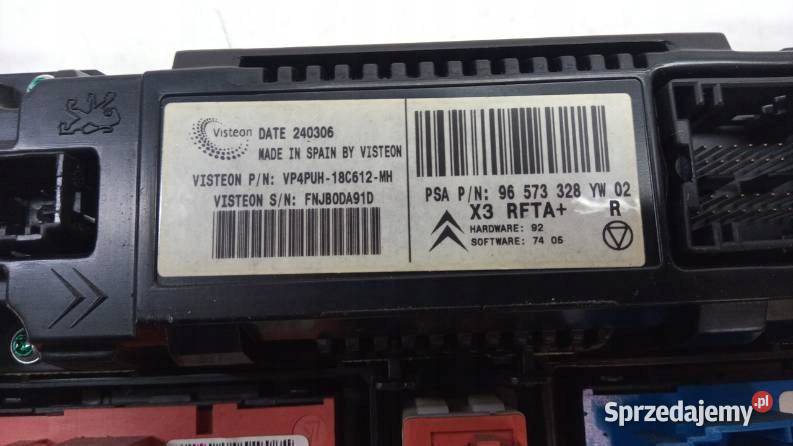 Visteon DATE 240306
MADE IN SPAIN BY VISTEON
VISTEON P/N: VP4PUH-18C612-MH
VISTEON S/N: FNJB0DA91D
PSA P/N: 96 573 328 YW 02
X3 RFTA+ R
HARDWARE: 92
SOFTWARE: 74 05
Sprzedajemy.pl